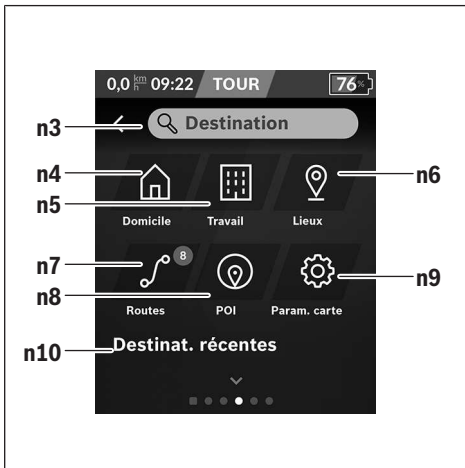 0,0 km/h 09:22 TOUR 76%
n3 Destination
n4 n6
n5
Domicile Travail Lieux
n7 8
n8 n9
Routes POI Param. carte
n10 Destinat. récentes